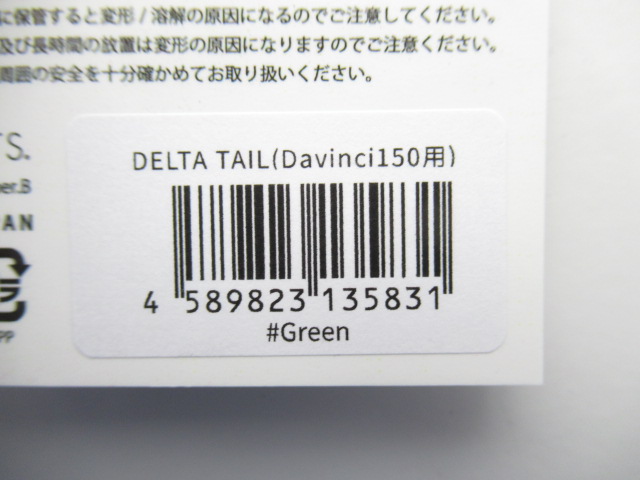 に保管すると変形/溶解の原因になるのでご注意してください。
及び長時間の放置は変形の原因になりますのでご注意ください。
周囲の安全を十分確かめてお取り扱いください。
TS.
er.B
AN
PP
DELTA TAIL(Davinci150用)
4 589823 135831
#Green